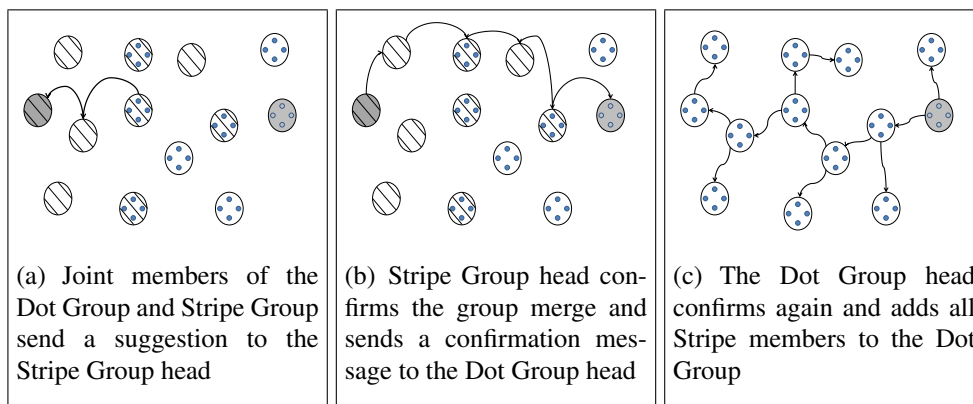 (a) Joint members of the
Dot Group and Stripe Group
send a suggestion to the
Stripe Group head
(b) Stripe Group head con-
firms the group merge and
sends a confirmation mes-
sage to the Dot Group head
(c) The Dot Group head
confirms again and adds all
Stripe members to the Dot
Group